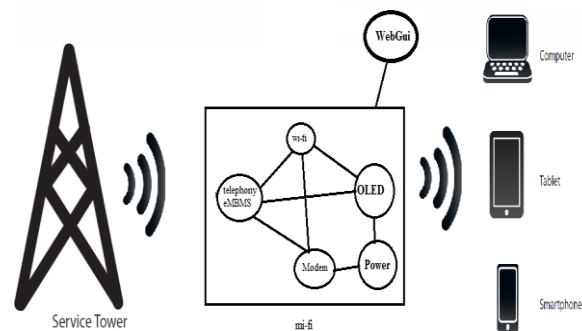 WebGui
Computer
wi-fi
telephony
eMBMS
OLED
Tablet
Modem
Power
Smartphone
Service Tower
mi-fi